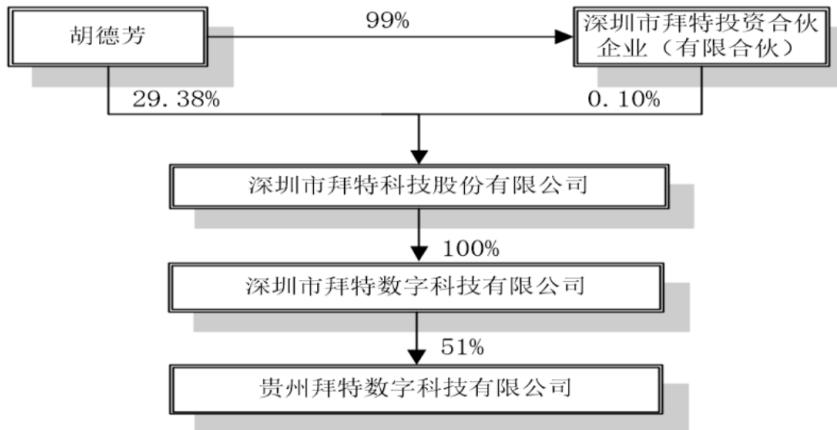 胡德芳
99%
深圳市拜特投资合伙
企业（有限合伙）
29.38%
0.10%
深圳市拜特科技股份有限公司
100%
深圳市拜特数字科技有限公司
51%
贵州拜特数字科技有限公司